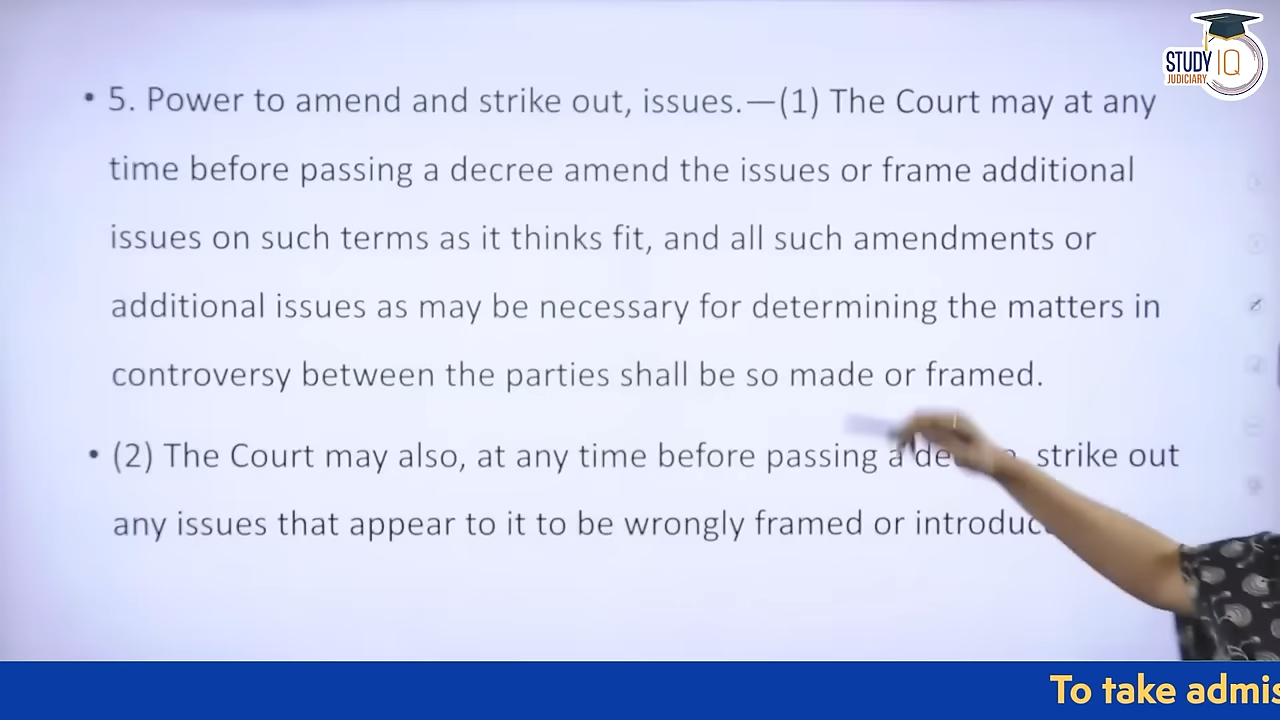 STUDY IQ
JUDICIARY
• 5. Power to amend and strike out, issues.—(1) The Court may at any
time before passing a decree amend the issues or frame additional
issues on such terms as it thinks fit, and all such amendments or
additional issues as may be necessary for determining the matters in
controversy between the parties shall be so made or framed.
• (2) The Court may also, at any time before passing a strike out
any issues that appear to it to be wrongly framed or
To take